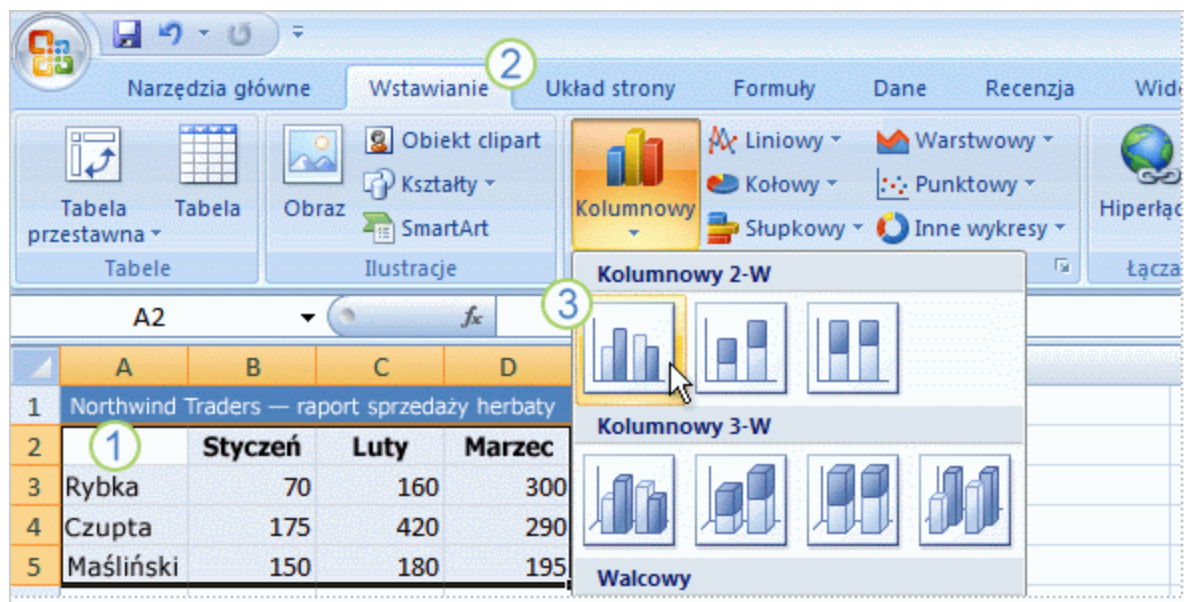 2
Narzędzia główne Wstawianie Układ strony Formuły Dane Recenzja
Obiekt clipart Liniowy Warstwowy
Kształty Kołowy Punktowy
Tabela przestawna Tabela Obraz SmartArt Kolumnowy Słupkowy Inne wykresy
Tabele Ilustracje Łącza
Kolumnowy 2-W
A2 fx
3
A B C D
1 Northwind Traders — raport sprzedaży herbaty
Kolumnowy 3-W
2 1 Styczeń Luty Marzec
3 Rybka 70 160 300
4 Czupta 175 420 290
5 Maśliński 150 180 195
Walcowy